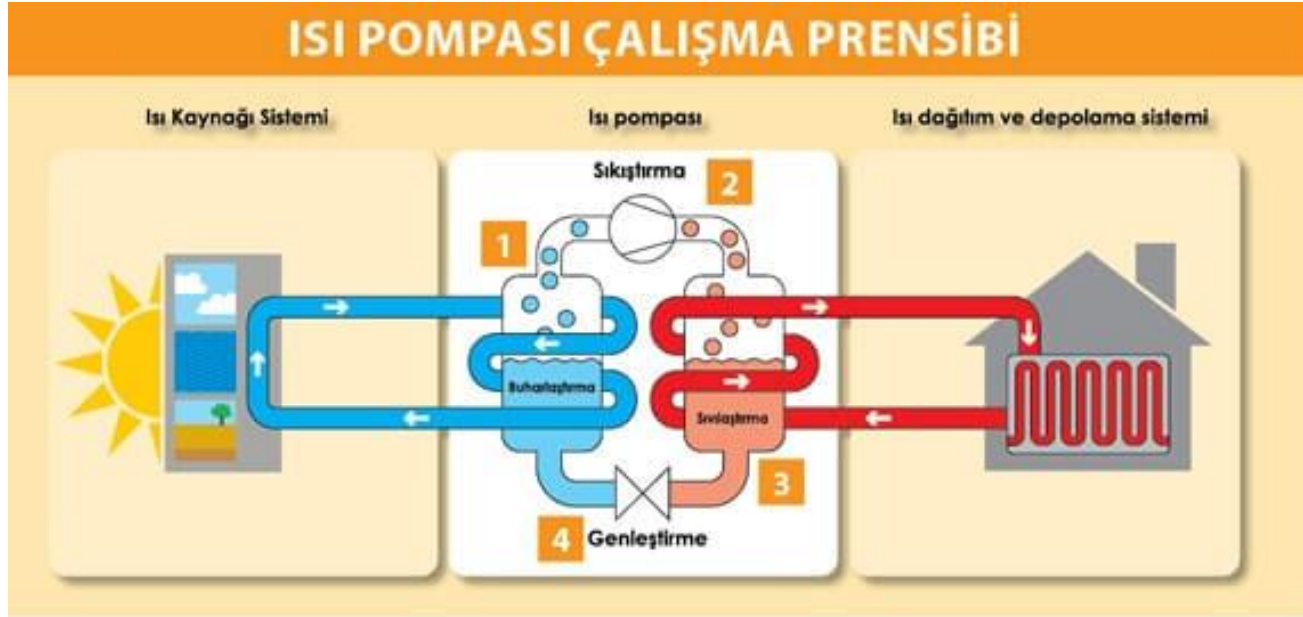 ISI POMPASI ÇALIŞMA PRENSİBİ
Isı Kaynağı Sistemi
Isı pompası
Isı dağıtım ve depolama sistemi
Sıkıştırma
2
1
Buharlaştırma
Sıvılaştırma
3
4
Genleştirme